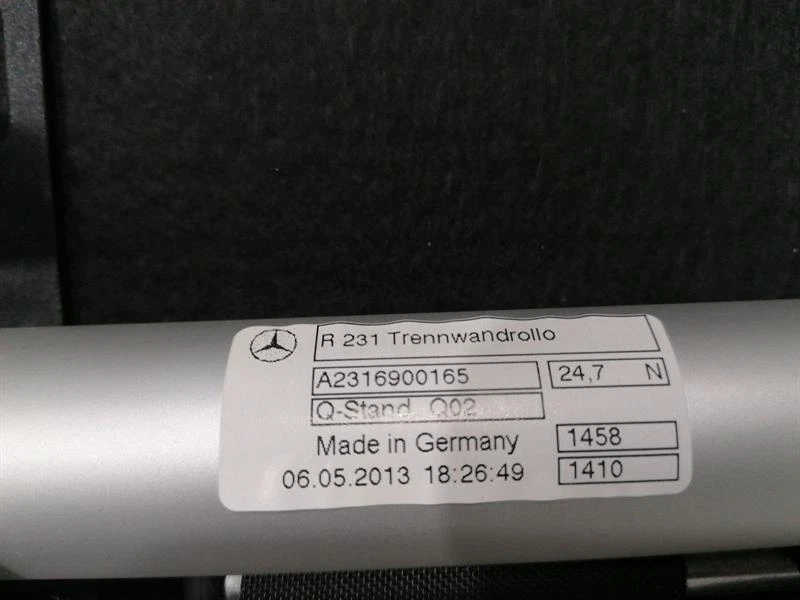 R 231 Trennwandrollo
A2316900165 24,7 N
Q-Stand Q02
Made in Germany 1458
06.05.2013 18:26:49 1410